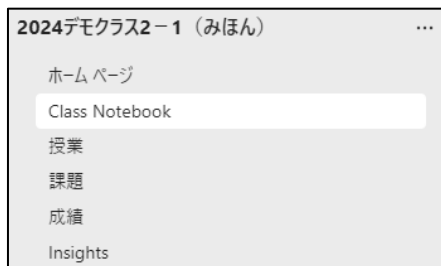 2024デモクラス2－1（みほん） …
ホーム ページ
Class Notebook
授業
課題
成績
Insights